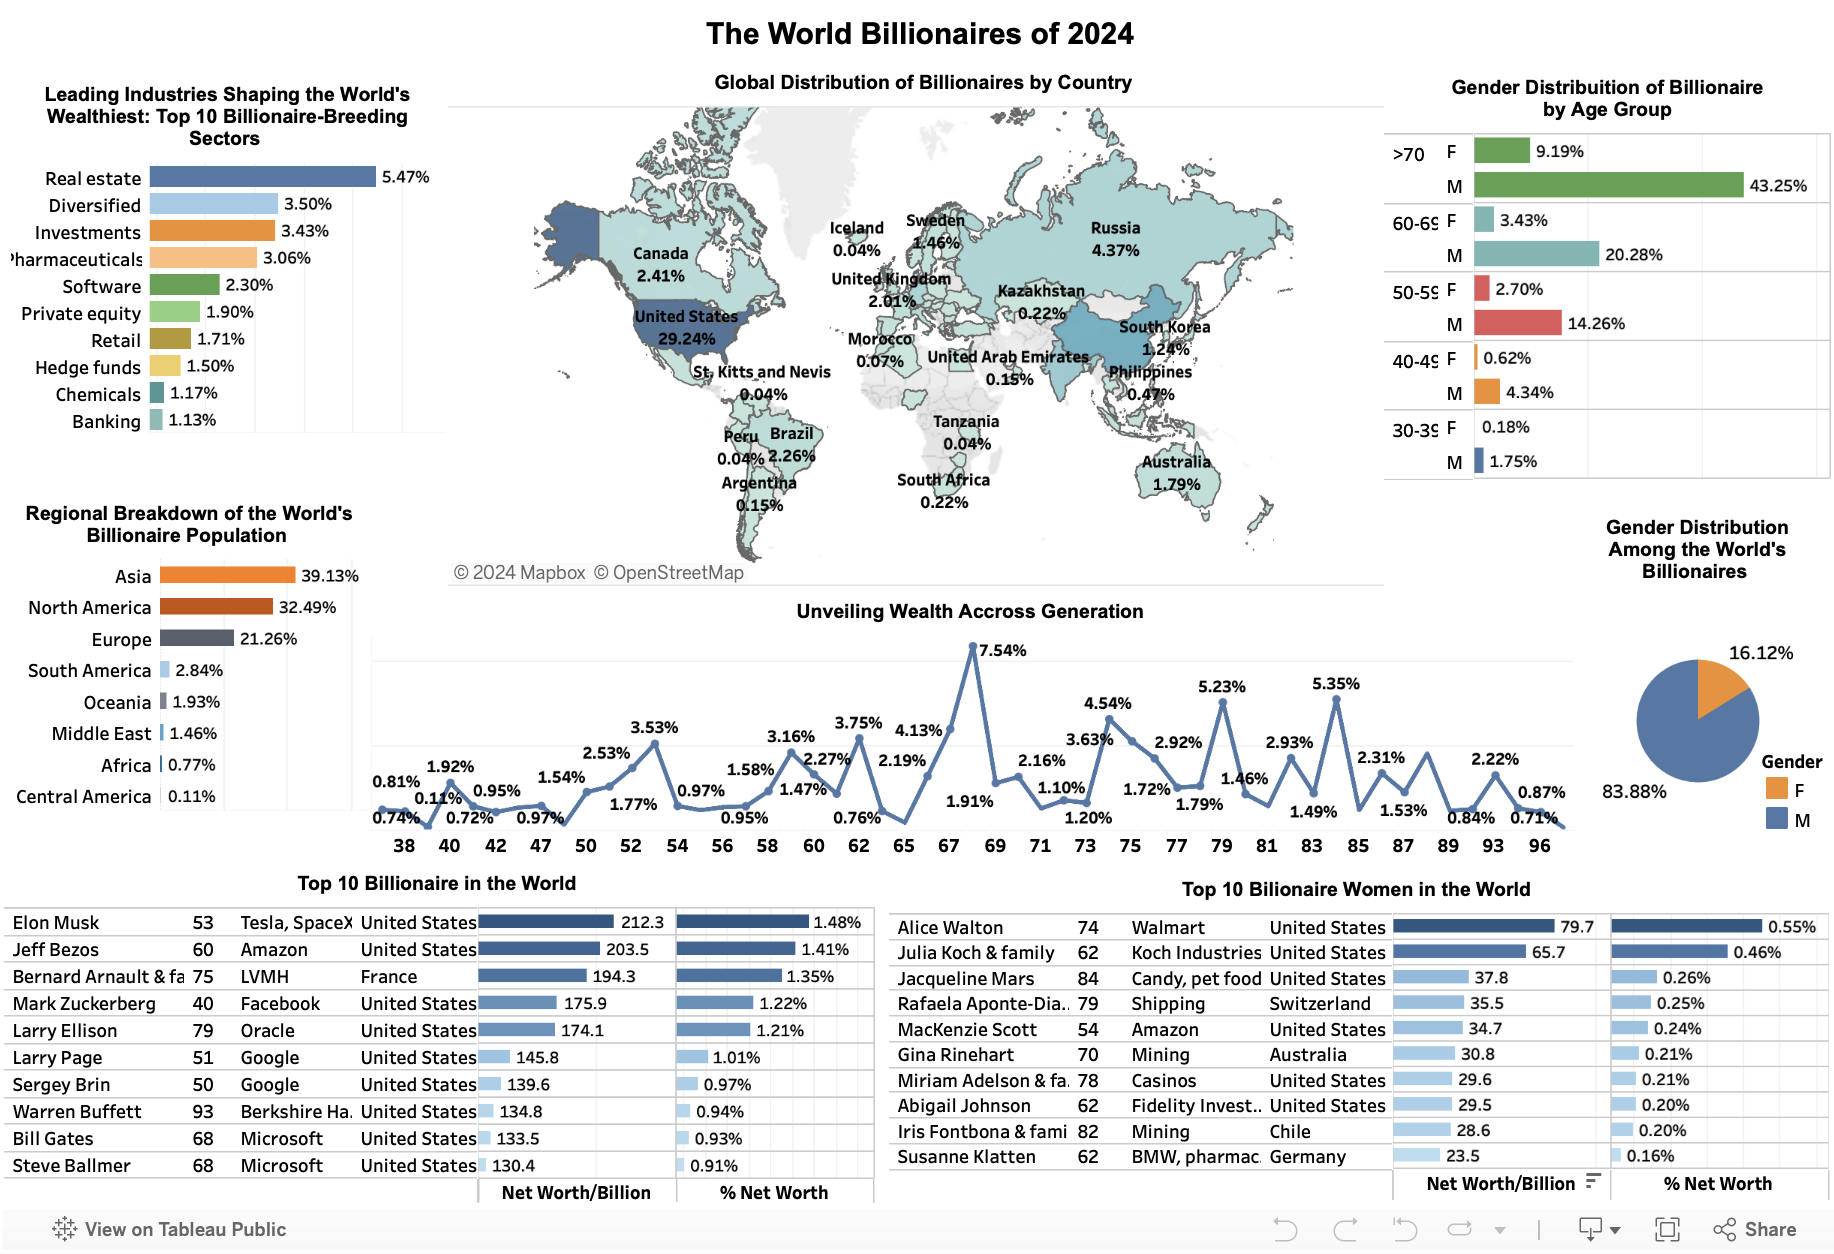 The World Billionaires of 2024
Leading Industries Shaping the World's
Wealthiest: Top 10 Billionaire-Breeding
Sectors
Real estate 5.47%
Diversified 3.50%
Investments 3.43%
Pharmaceuticals 3.06%
Software 2.30%
Private equity 1.90%
Retail 1.71%
Hedge funds 1.50%
Chemicals 1.17%
Banking 1.13%
Global Distribution of Billionaires by Country
Iceland
0.04%
Sweden
1.46%
Russia
4.37%
Canada
2.41%
United Kingdom
2.01%
Kazakhstan
0.22%
United States
29.24%
South Korea
1.24%
Morocco
0.07%
United Arab Emirates
0.15%
St. Kitts and Nevis
0.04%
Philippines
0.47%
Tanzania
0.04%
Peru
0.04%
Brazil
2.26%
Argentina
0.15%
South Africa
0.22%
Australia
1.79%
© 2024 Mapbox © OpenStreetMap
Gender Distribuition of Billionaire
by Age Group
>70 F 9.19%
M 43.25%
60-69 F 3.43%
M 20.28%
50-59 F 2.70%
M 14.26%
40-49 F 0.62%
M 4.34%
30-39 F 0.18%
M 1.75%
Regional Breakdown of the World's
Billionaire Population
Asia 39.13%
North America 32.49%
Europe 21.26%
South America 2.84%
Oceania 1.93%
Middle East 1.46%
Africa 0.77%
Central America 0.11%
Unveiling Wealth Accross Generation
0.81% 0.74% 0.11% 1.92% 0.72% 0.95% 0.97% 1.54% 2.53% 1.77% 3.53% 0.97% 0.95% 1.58% 3.16% 2.27% 1.47% 3.75% 0.76% 2.19% 4.13% 7.54% 1.91% 2.16% 1.10% 1.20% 4.54% 3.63% 2.92% 1.72% 1.79% 5.23% 1.46% 2.93% 1.49% 5.35% 2.31% 1.53% 0.84% 2.22% 0.71% 0.87%
38 40 42 47 50 52 54 56 58 60 62 65 67 69 71 73 75 77 79 81 83 85 87 89 93 96
Gender Distribution
Among the World's
Billionaires
16.12%
83.88%
Gender
F
M
Top 10 Billionaire in the World
Elon Musk 53 Tesla, SpaceX United States 212.3 1.48%
Jeff Bezos 60 Amazon United States 203.5 1.41%
Bernard Arnault & fa 75 LVMH France 194.3 1.35%
Mark Zuckerberg 40 Facebook United States 175.9 1.22%
Larry Ellison 79 Oracle United States 174.1 1.21%
Larry Page 51 Google United States 145.8 1.01%
Sergey Brin 50 Google United States 139.6 0.97%
Warren Buffett 93 Berkshire Ha. United States 134.8 0.94%
Bill Gates 68 Microsoft United States 133.5 0.93%
Steve Ballmer 68 Microsoft United States 130.4 0.91%
Net Worth/Billion % Net Worth
Top 10 Bilionaire Women in the World
Alice Walton 74 Walmart United States 79.7 0.55%
Julia Koch & family 62 Koch Industries United States 65.7 0.46%
Jacqueline Mars 84 Candy, pet food United States 37.8 0.26%
Rafaela Aponte-Dia.. 79 Shipping Switzerland 35.5 0.25%
MacKenzie Scott 54 Amazon United States 34.7 0.24%
Gina Rinehart 70 Mining Australia 30.8 0.21%
Miriam Adelson & fa. 78 Casinos United States 29.6 0.21%
Abigail Johnson 62 Fidelity Invest.. United States 29.5 0.20%
Iris Fontbona & fami 82 Mining Chile 28.6 0.20%
Susanne Klatten 62 BMW, pharmac. Germany 23.5 0.16%
Net Worth/Billion % Net Worth
View on Tableau Public
Share